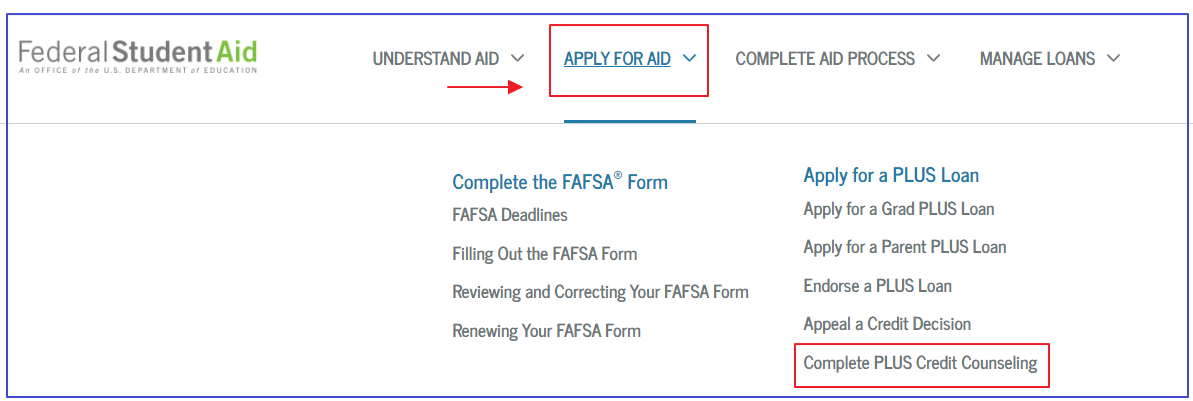 Federal Student Aid
An OFFICE of the U.S. DEPARTMENT of EDUCATION
UNDERSTAND AID
APPLY FOR AID
COMPLETE AID PROCESS
MANAGE LOANS
Complete the FAFSA® Form
FAFSA Deadlines
Filling Out the FAFSA Form
Reviewing and Correcting Your FAFSA Form
Renewing Your FAFSA Form
Apply for a PLUS Loan
Apply for a Grad PLUS Loan
Apply for a Parent PLUS Loan
Endorse a PLUS Loan
Appeal a Credit Decision
Complete PLUS Credit Counseling